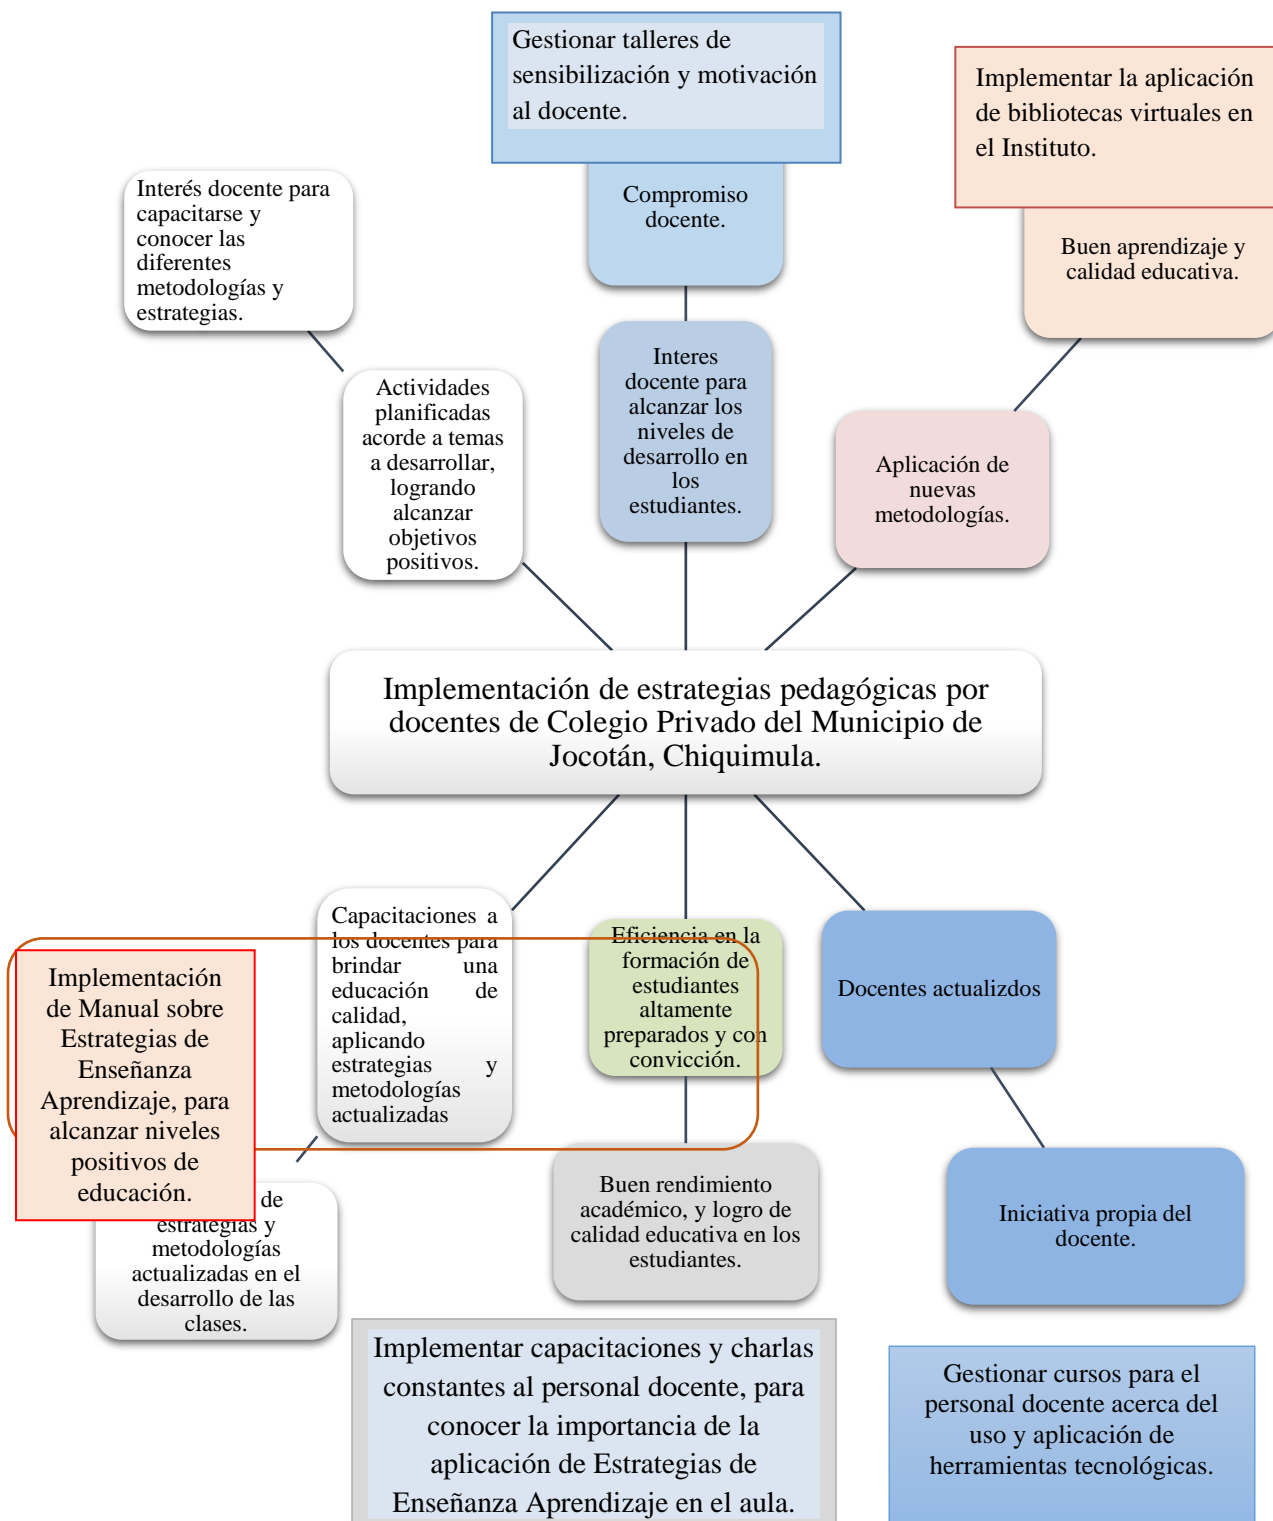 Gestionar talleres de
sensibilización y motivación
al docente.
Implementar la aplicación
de bibliotecas virtuales en
el Instituto.
Interés docente para
capacitarse y
conocer las
diferentes
metodologías y
estrategias.
Compromiso
docente.
Buen aprendizaje y
calidad educativa.
Actividades
planificadas
acorde a temas
a desarrollar,
logrando
alcanzar
objetivos
positivos.
Interes
docente para
alcanzar los
niveles de
desarrollo en
los
estudiantes.
Aplicación de
nuevas
metodologías.
Implementación de estrategias pedagógicas por
docentes de Colegio Privado del Municipio de
Jocotán, Chiquimula.
Capacitaciones a
los docentes para
brindar una
educación de
calidad,
aplicando
estrategias y
metodologías
actualizadas
Eficiencia en la
formación de
estudiantes
altamente
preparados y con
convicción.
Docentes actualizdos
Implementación
de Manual sobre
Estrategias de
Enseñanza
Aprendizaje, para
alcanzar niveles
positivos de
educación.
de
estrategias y
metodologías
actualizadas en el
desarrollo de las
clases.
Buen rendimiento
académico, y logro de
calidad educativa en los
estudiantes.
Iniciativa propia del
docente.
Implementar capacitaciones y charlas
constantes al personal docente, para
conocer la importancia de la
aplicación de Estrategias de
Enseñanza Aprendizaje en el aula.
Gestionar cursos para el
personal docente acerca del
uso y aplicación de
herramientas tecnológicas.